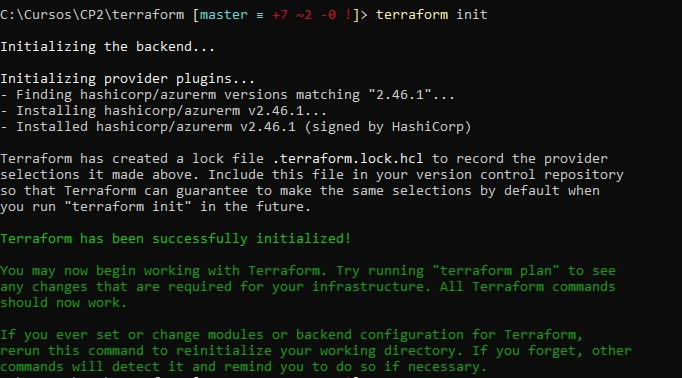 C:\Cursos\CP2\terraform [master ≡ +7 ~2 -0 !]> terraform init
Initializing the backend...
Initializing provider plugins...
- Finding hashicorp/azurerm versions matching "2.46.1"...
- Installing hashicorp/azurerm v2.46.1...
- Installed hashicorp/azurerm v2.46.1 (signed by HashiCorp)
Terraform has created a lock file .terraform.lock.hcl to record the provider
selections it made above. Include this file in your version control repository
so that Terraform can guarantee to make the same selections by default when
you run "terraform init" in the future.
Terraform has been successfully initialized!
You may now begin working with Terraform. Try running "terraform plan" to see
any changes that are required for your infrastructure. All Terraform commands
should now work.
If you ever set or change modules or backend configuration for Terraform,
rerun this command to reinitialize your working directory. If you forget, other
commands will detect it and remind you to do so if necessary.